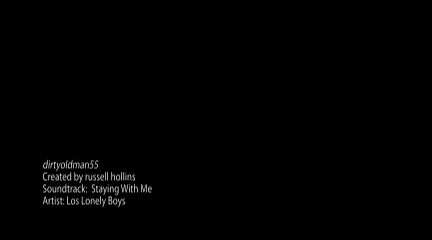 dirtyoldman55
Created by russell hollins
Soundtrack:  Staying With Me
Artist: Los Lonely Boys